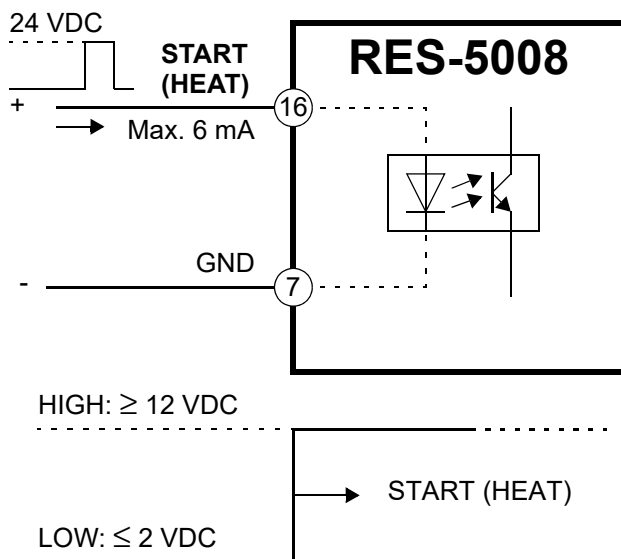 24 VDC
START
(HEAT)
RES-5008
+
16
Max. 6 mA
GND
-
7
HIGH: ≥ 12 VDC
START (HEAT)
LOW: ≤ 2 VDC